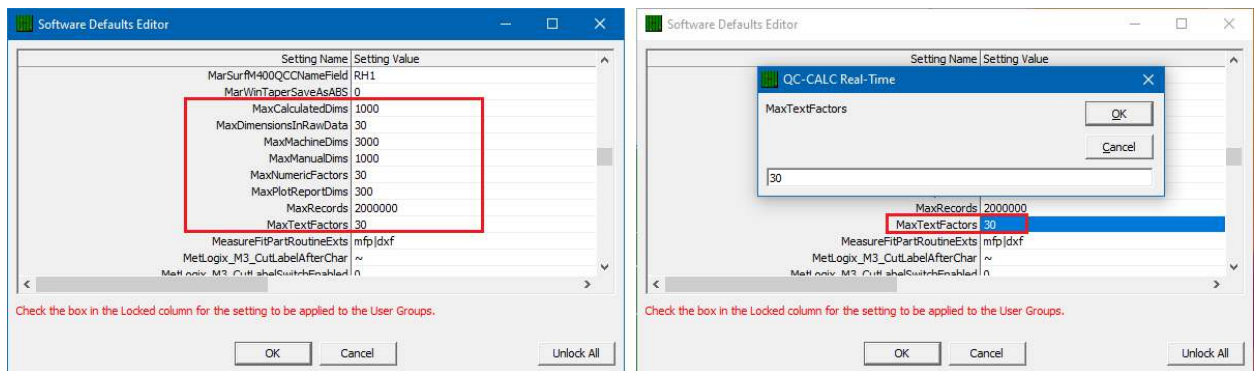 Software Defaults Editor
Setting Name Setting Value
MarSurfM400QCCNameField RH1
MarWinTaperSaveAsABS 0
MaxCalculatedDims 1000
MaxDimensionsInRawData 30
MaxMachineDims 3000
MaxManualDims 1000
MaxNumericFactors 30
MaxPlotReportDims 300
MaxRecords 2000000
MaxTextFactors 30
MeasureFitPartRoutineExts mfp|dxf
MetLogix_M3_CutLabelAfterChar ~
MetLogix_M3_CutLabelSwitchEnabled 0
Check the box in the Locked column for the setting to be applied to the User Groups.
OK Cancel Unlock All
Software Defaults Editor
Setting Name Setting Value
QC-CALC Real-Time
MaxTextFactors
OK
Cancel
30
MaxRecords 2000000
MaxTextFactors 30
MeasureFitPartRoutineExts mfp|dxf
MetLogix_M3_CutLabelAfterChar ~
MetLogix_M3_CutLabelSwitchEnabled 0
Check the box in the Locked column for the setting to be applied to the User Groups.
OK Cancel Unlock All